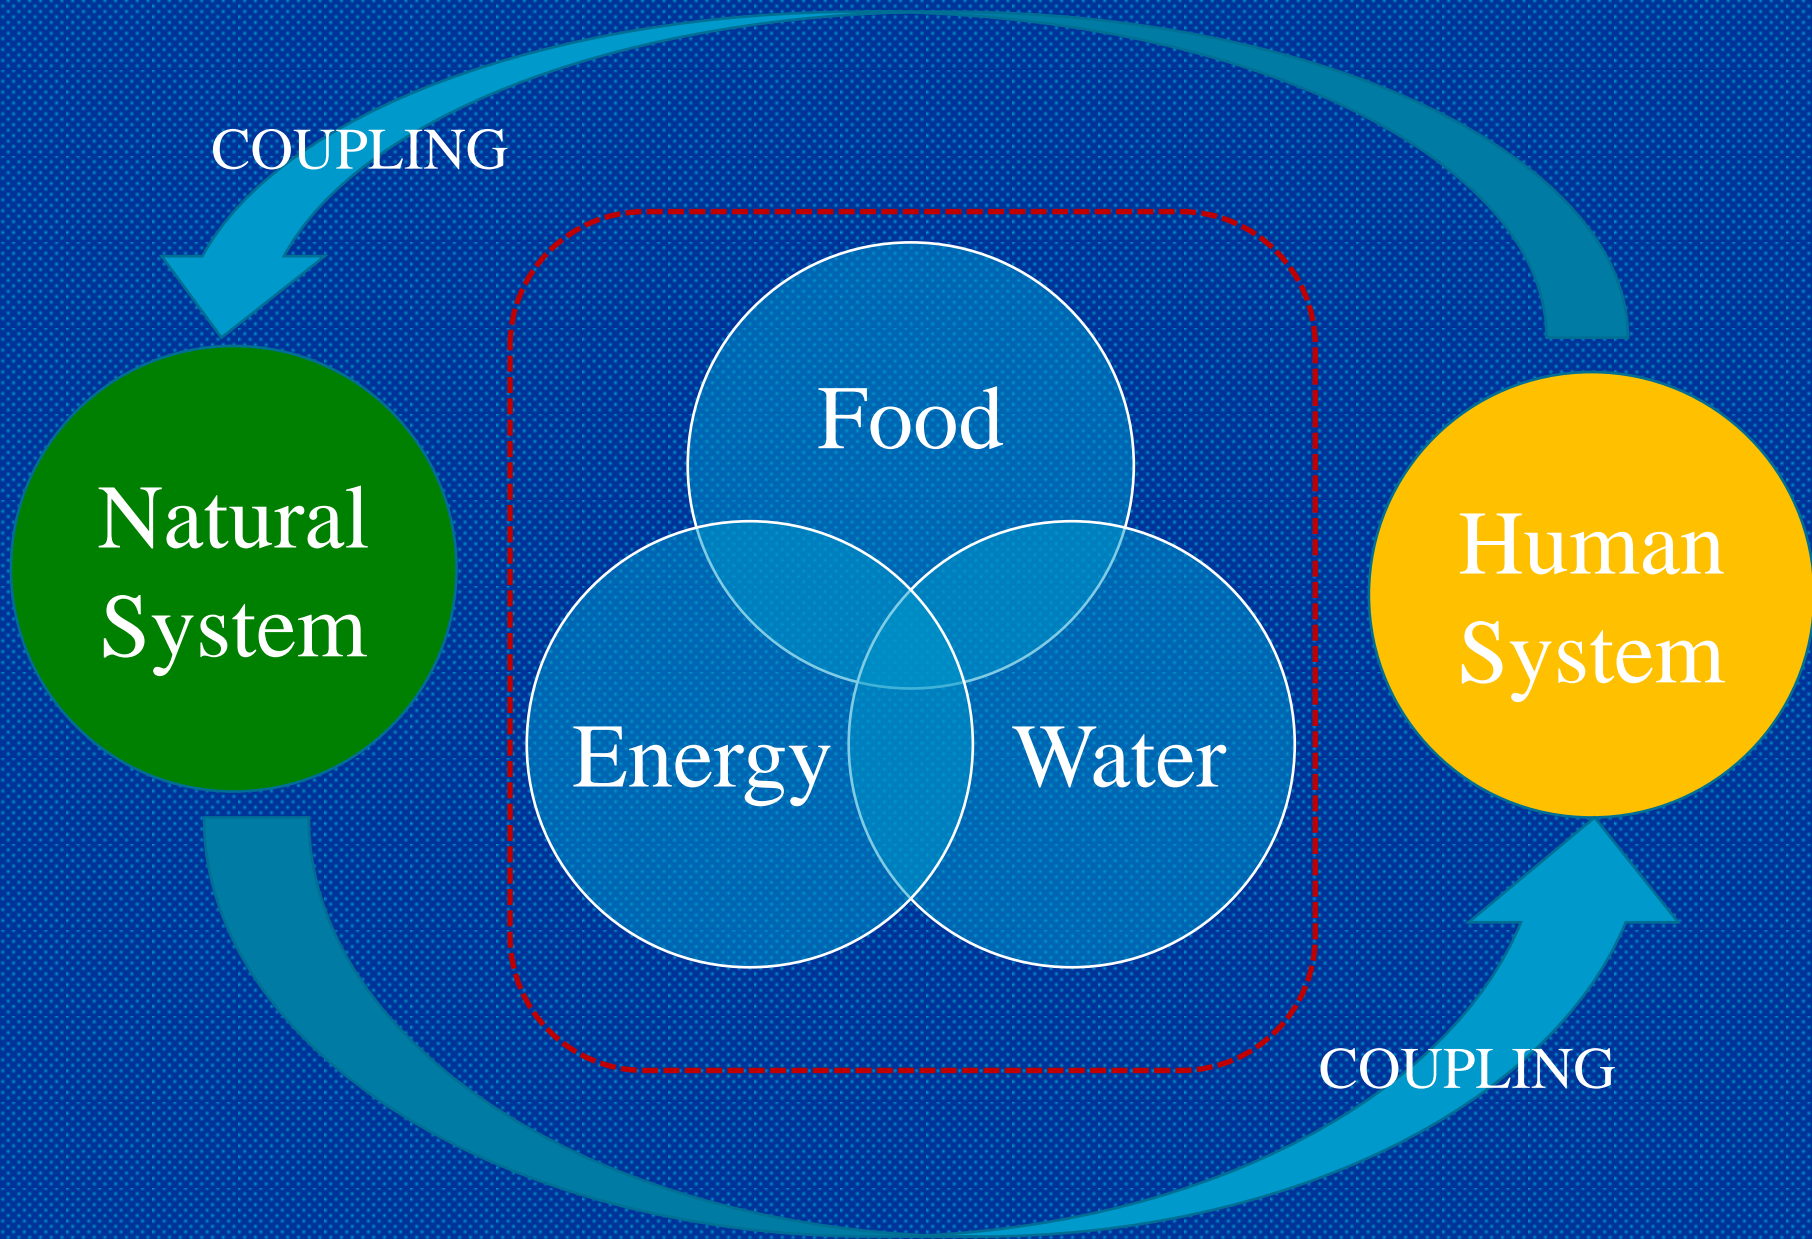 COUPLING
Food
Natural
System
Human
System
Energy
Water
COUPLING